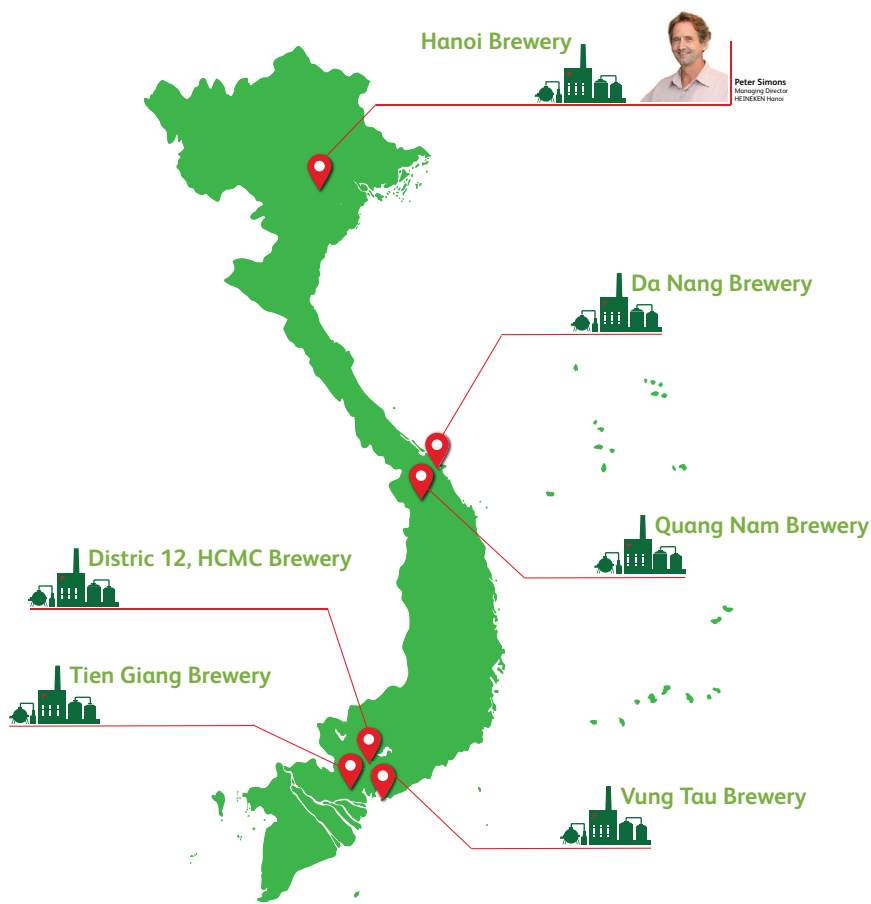 Hanoi Brewery
Peter Simons
Managing Director
HEINEKEN Hanoi
Da Nang Brewery
Quang Nam Brewery
Distric 12, HCMC Brewery
Tien Giang Brewery
Vung Tau Brewery